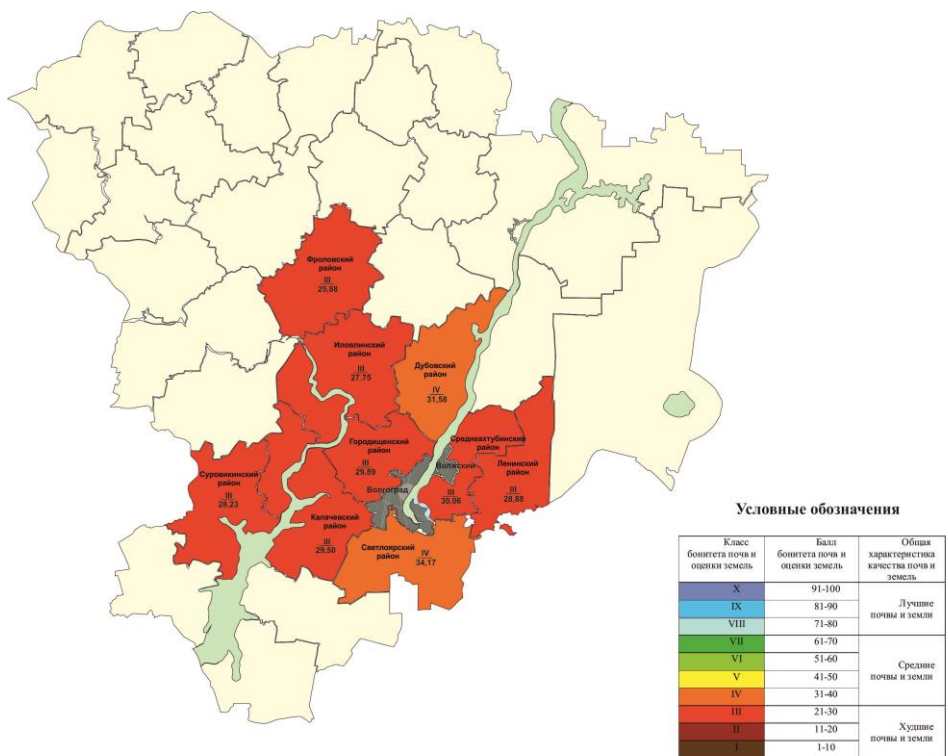 Фроловский
район
III
25,88
Иловлинский
район
III
27.75
Дубовский
район
IV
31,58
Городищенский
район
III
29,89
Среднеахтубинский
район
III
30,06
Волжский
Волгоград
Ленинский
район
III
28,88
Суровикинский
район
III
28,23
Калачевский
район
III
29,50
Светлоярский
район
IV
34,17
Условные обозначения
Класс
бонитета почв и
оценки земель
Балл
бонитета почв и
оценки земель
Общая
характеристика
качества почв и
земель
X 91-100
IX 81-90
VIII 71-80
Лучшие
почвы и земли
VII 61-70
VI 51-60
V 41-50
IV 31-40
Средние
почвы и земли
III 21-30
II 11-20
I 1-10
Худшие
почвы и земли